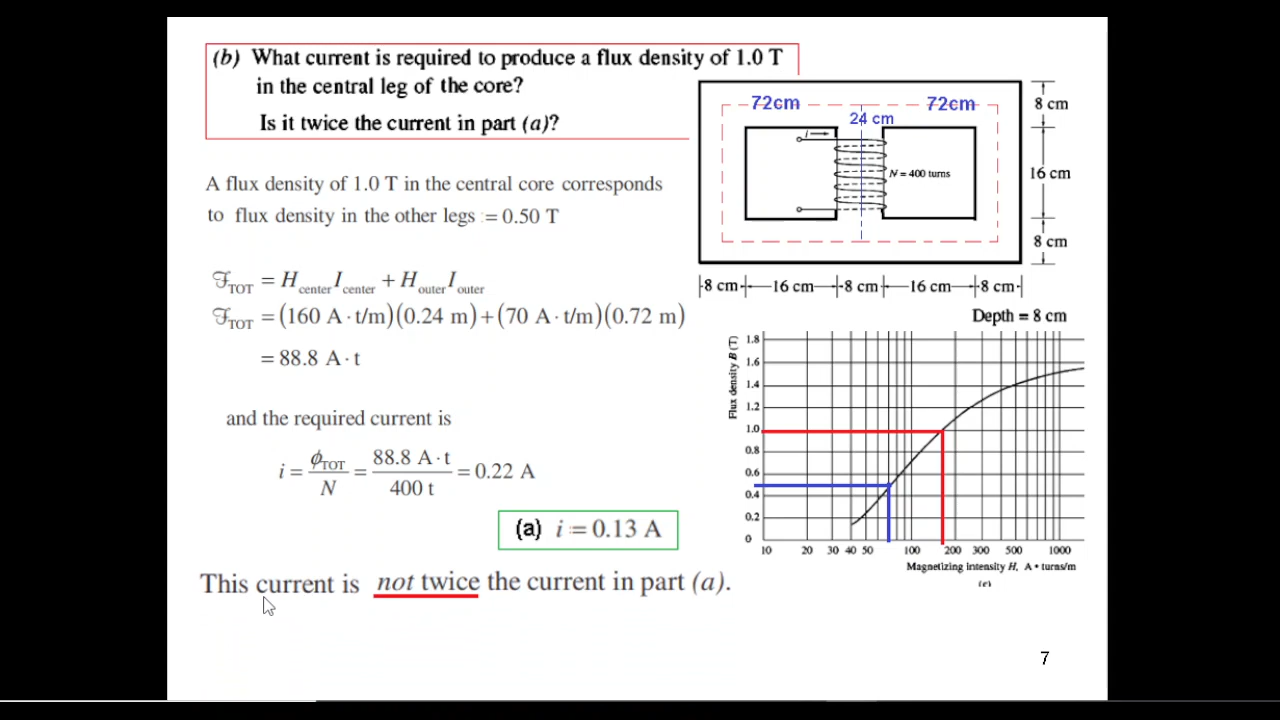 (b) What current is required to produce a flux density of 1.0 T
in the central leg of the core?
Is it twice the current in part (a)?
A flux density of 1.0 T in the central core corresponds
to flux density in the other legs := 0.50 T
ℱTOT = HcenterIcenter + HouterIouter
ℱTOT = (160 A · t/m)(0.24 m) + (70 A · t/m)(0.72 m)
= 88.8 A · t
and the required current is
i = ϕTOT / N = 88.8 A · t / 400 t = 0.22 A
(a) i = 0.13 A
This current is not twice the current in part (a).
72cm
72cm
24 cm
i
N = 400 turns
8 cm
16 cm
8 cm
8 cm 16 cm 8 cm 16 cm 8 cm
Depth = 8 cm
Flux density B (T)
1.8
1.6
1.4
1.2
1.0
0.8
0.6
0.4
0.2
0
10 20 30 40 50 100 200 300 500 1000
Magnetizing intensity H, A • turns/m
7